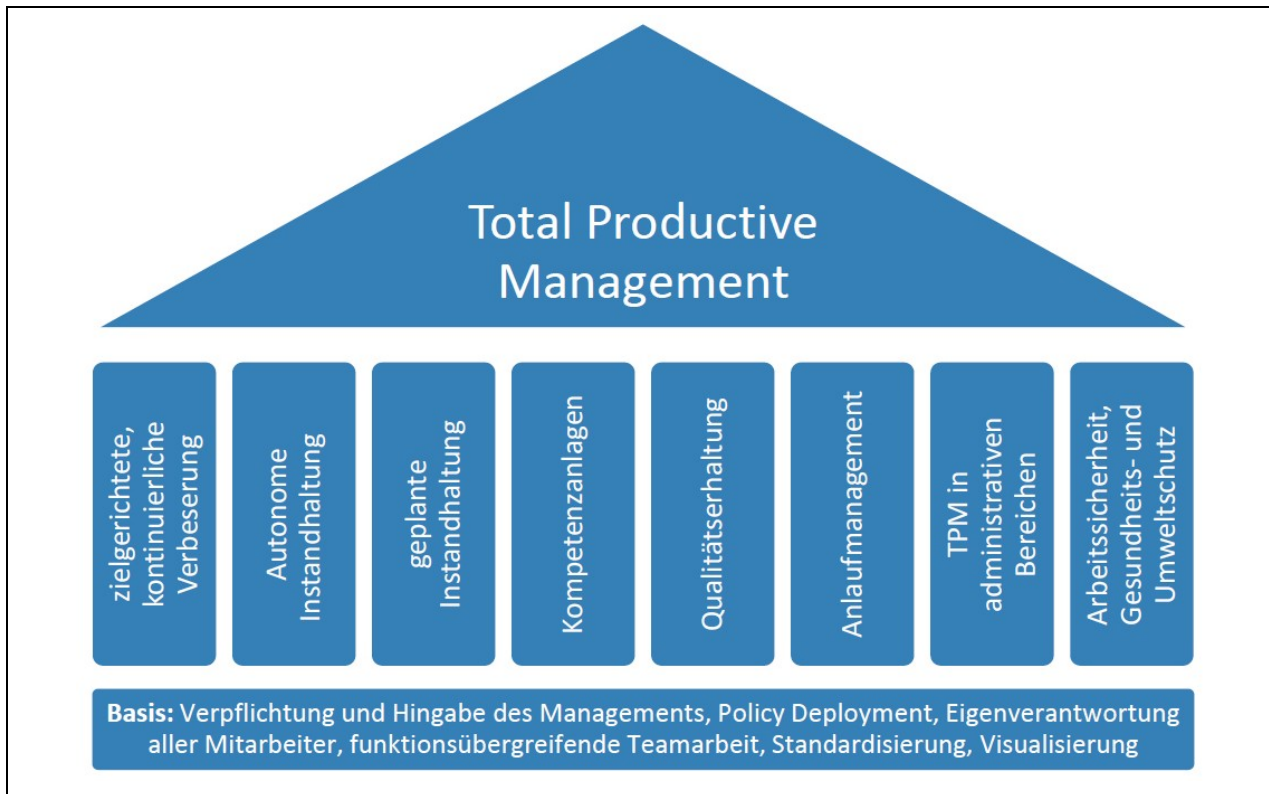 Total Productive
Management
zielgerichtete,
kontinuierliche
Verbeserung
Autonome
Instandhaltung
geplante
Instandhaltung
Kompetenzanlagen
Qualitätserhaltung
Anlaufmanagement
TPM in
administrativen
Bereichen
Arbeitssicherheit,
Gesundheits- und
Umweltschutz
Basis: Verpflichtung und Hingabe des Managements, Policy Deployment, Eigenverantwortung
aller Mitarbeiter, funktionsübergreifende Teamarbeit, Standardisierung, Visualisierung